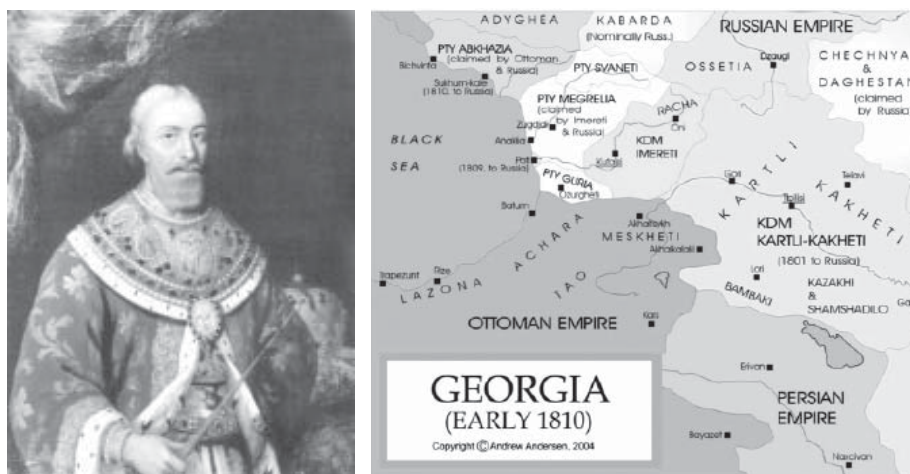 ADYGHEA
KABARDA
(Nominally Russ.)
RUSSIAN EMPIRE
PTY ABKHAZIA
(claimed by Ottoman
& Russia)
Bichvinta
Sukhum-kale
(1810, to Russia)
PTY SVANETI
OSSETIA
Dzaugi
CHECHNYA
&
DAGHESTAN
(claimed
by Russia
PTY MEGRELIA
(claimed
by Imereti
& Russia)
Zugdidi
Anaklia
RACHA
Oni
KDM
IMERETI
Kutaisi
BLACK
SEA
Poti
(1809, to Russia)
PTY GURIA
Ozurgheti
Batum
Gori
KARTLI
Telavi
KAKHETI
Tbilisi
KDM
KARTLI-KAKHETI
(1801 to Russia)
Akhaltsykh
MESKHETI
Akhalkalaki
Lori
BAMBAKI
KAZAKHI
&
SHAMSHADILO
Ga
Trapezunt
Rize
LAZONA
ACHARA
TAO
OTTOMAN EMPIRE
Kars
Erivan
PERSIAN
EMPIRE
Bayazet
Naxcivan
GEORGIA
(EARLY 1810)
Copyright ©Andrew Andersen, 2004